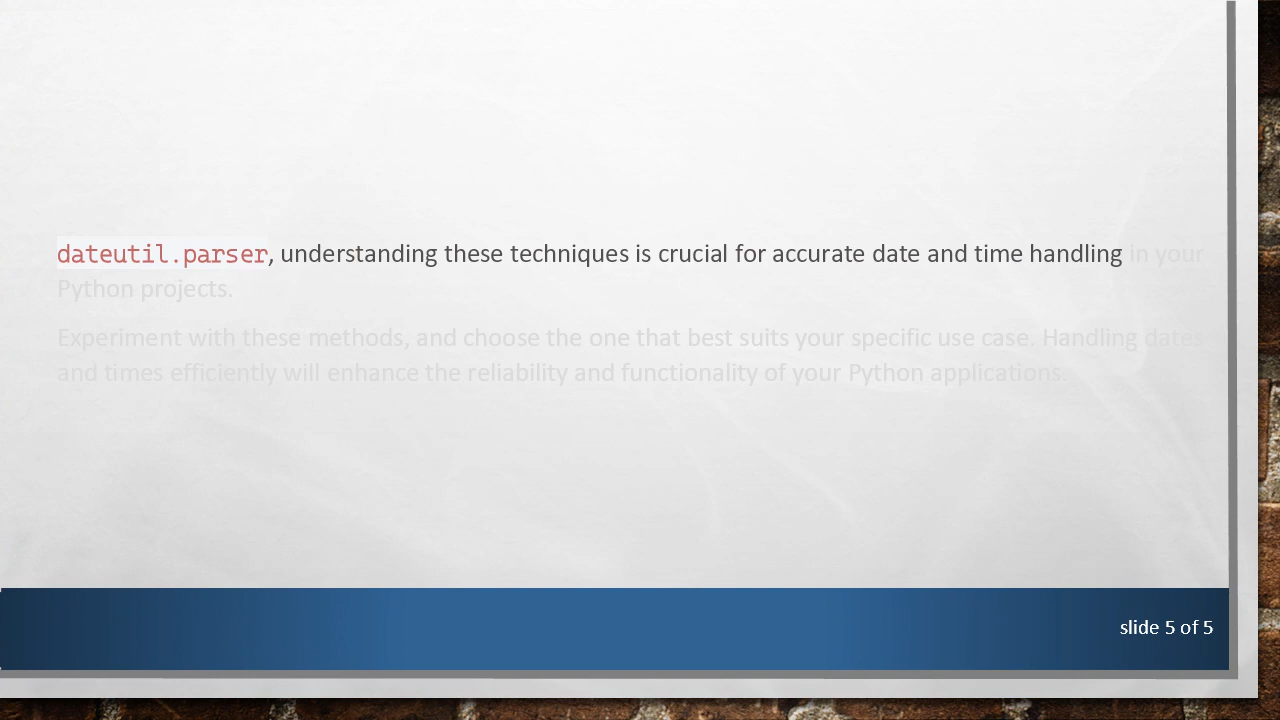 dateutil.parser, understanding these techniques is crucial for accurate date and time handling in your
Python projects.
Experiment with these methods, and choose the one that best suits your specific use case. Handling dates
and times efficiently will enhance the reliability and functionality of your Python applications.
slide 5 of 5